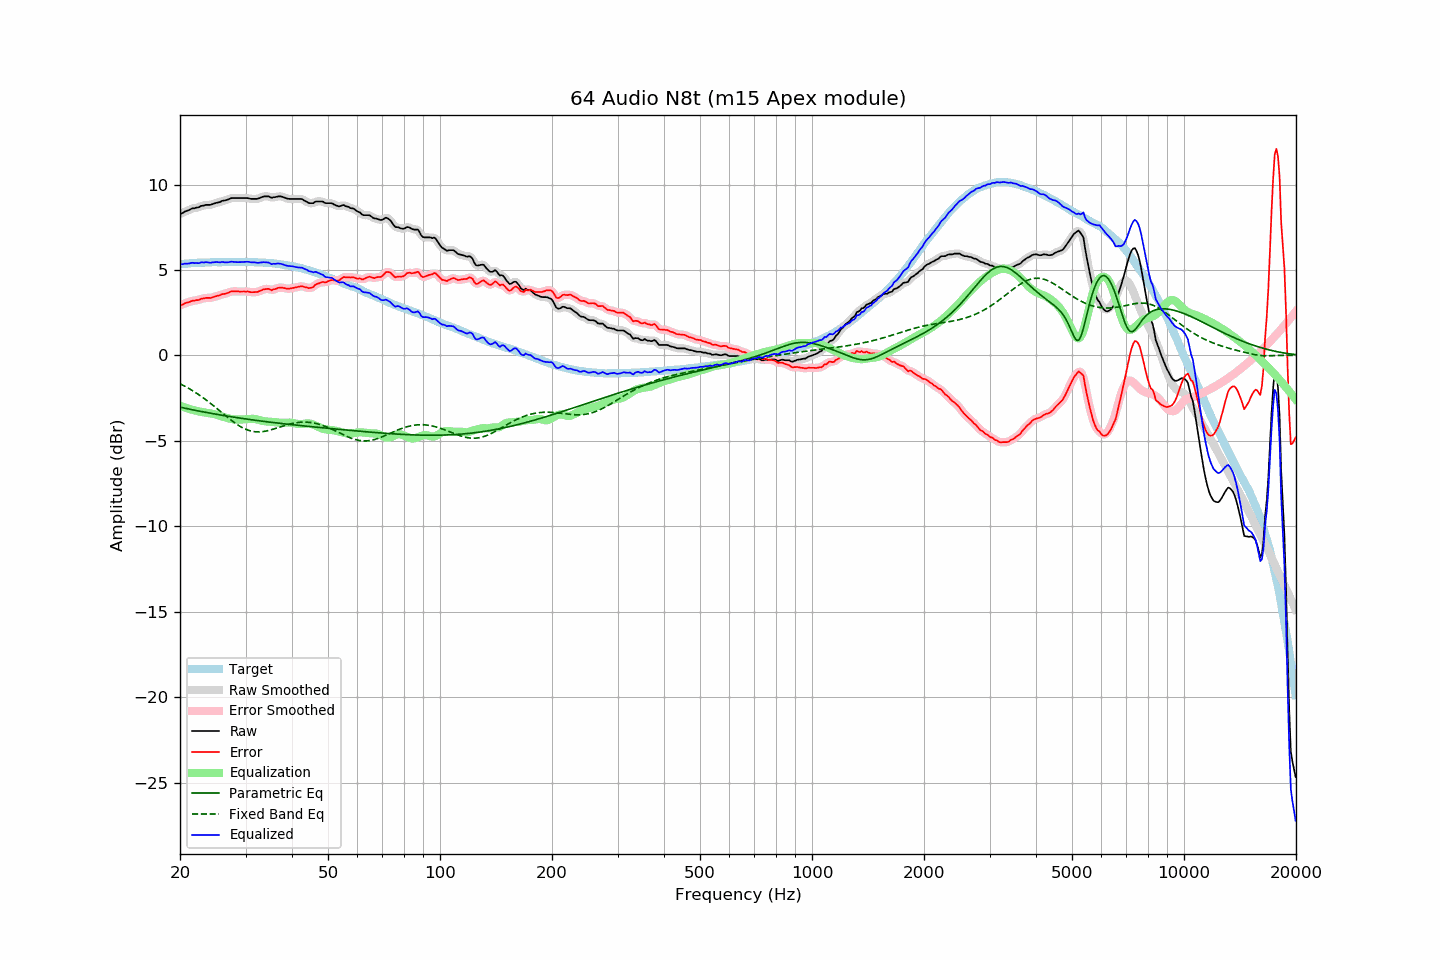 64 Audio N8t (m15 Apex module)
10
5
0
−5
−10
−15
−20
−25
Amplitude (dBr)
Target
Raw Smoothed
Error Smoothed
Raw
Error
Equalization
Parametric Eq
Fixed Band Eq
Equalized
20 50 100 200 500 1000 2000 5000 10000 20000
Frequency (Hz)